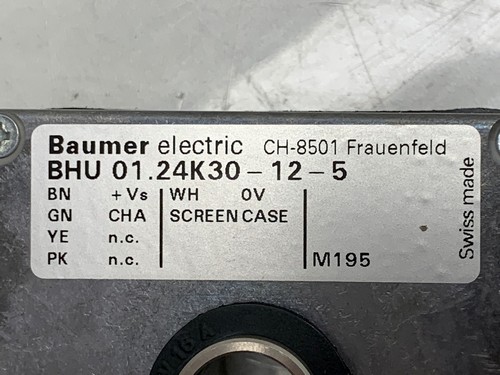 Baumer electric CH-8501 Frauenfeld
BHU 01.24K30-12-5
BN +Vs WH 0V
GN CHA SCREEN CASE
YE n.c.
PK n.c. M195
Swiss made
16 A